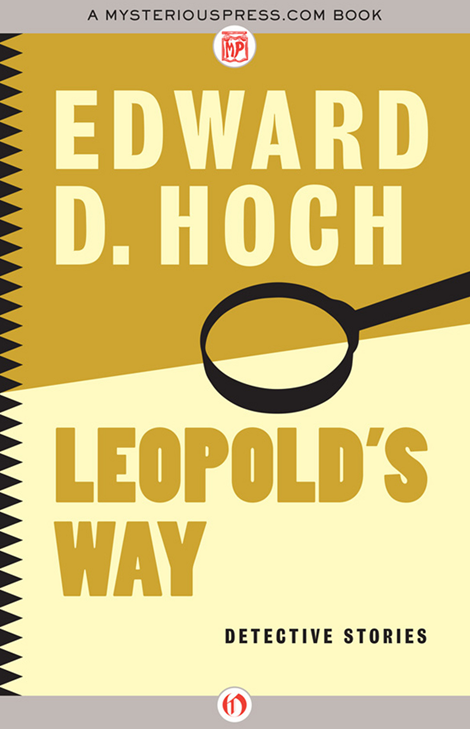 A MYSTERIOUSPRESS.COM BOOK
MP
EDWARD
D. HOCH
LEOPOLD'S
WAY
DETECTIVE STORIES